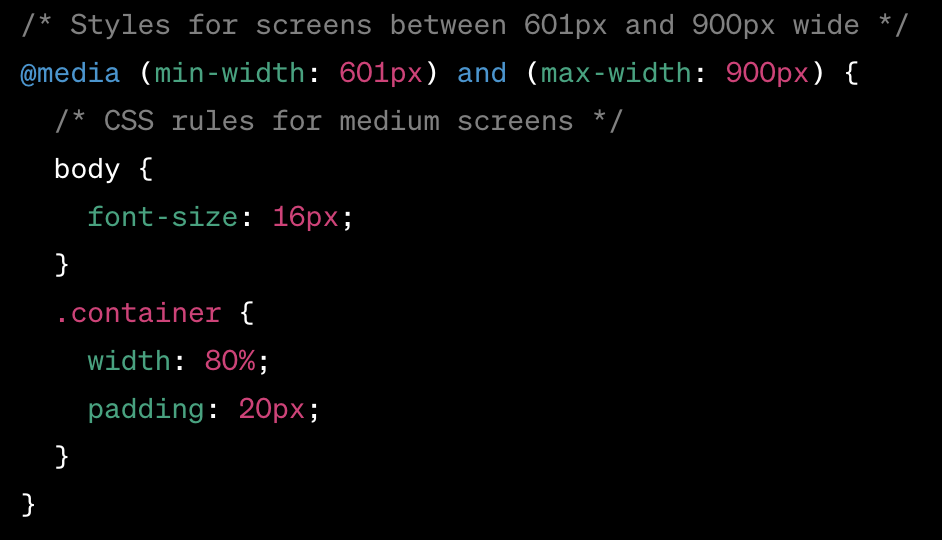 /* Styles for screens between 601px and 900px wide */
@media (min-width: 601px) and (max-width: 900px) {
  /* CSS rules for medium screens */
  body {
    font-size: 16px;
  }
  .container {
    width: 80%;
    padding: 20px;
  }
}